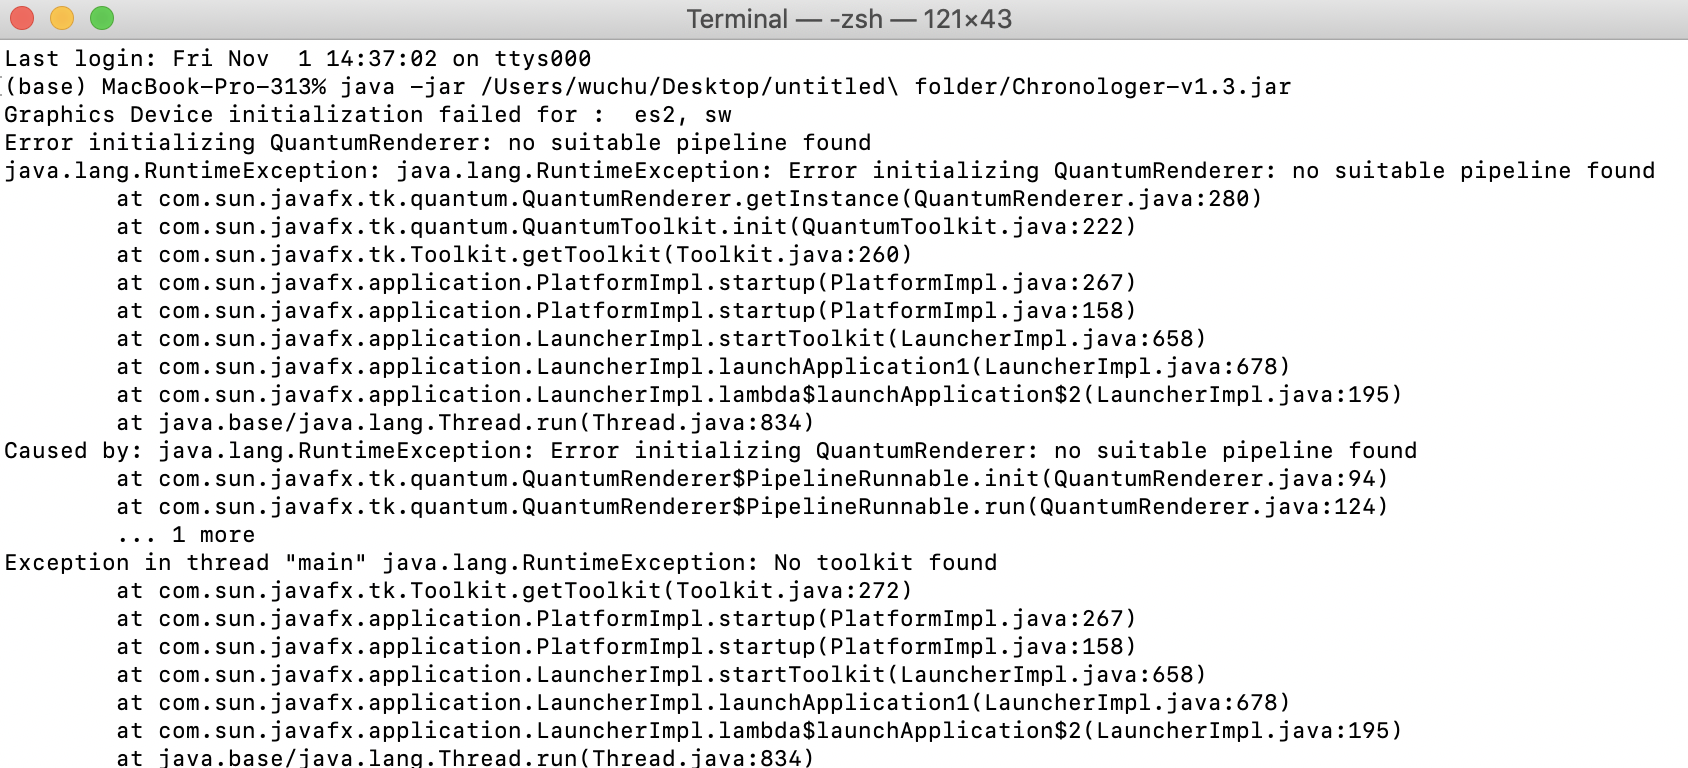 Terminal — -zsh — 121×43
Last login: Fri Nov  1 14:37:02 on ttys000
(base) MacBook-Pro-313% java -jar /Users/wuchu/Desktop/untitled\ folder/Chronologer-v1.3.jar
Graphics Device initialization failed for :  es2, sw
Error initializing QuantumRenderer: no suitable pipeline found
java.lang.RuntimeException: java.lang.RuntimeException: Error initializing QuantumRenderer: no suitable pipeline found
        at com.sun.javafx.tk.quantum.QuantumRenderer.getInstance(QuantumRenderer.java:280)
        at com.sun.javafx.tk.quantum.QuantumToolkit.init(QuantumToolkit.java:222)
        at com.sun.javafx.tk.Toolkit.getToolkit(Toolkit.java:260)
        at com.sun.javafx.application.PlatformImpl.startup(PlatformImpl.java:267)
        at com.sun.javafx.application.PlatformImpl.startup(PlatformImpl.java:158)
        at com.sun.javafx.application.LauncherImpl.startToolkit(LauncherImpl.java:658)
        at com.sun.javafx.application.LauncherImpl.launchApplication1(LauncherImpl.java:678)
        at com.sun.javafx.application.LauncherImpl.lambda$launchApplication$2(LauncherImpl.java:195)
        at java.base/java.lang.Thread.run(Thread.java:834)
Caused by: java.lang.RuntimeException: Error initializing QuantumRenderer: no suitable pipeline found
        at com.sun.javafx.tk.quantum.QuantumRenderer$PipelineRunnable.init(QuantumRenderer.java:94)
        at com.sun.javafx.tk.quantum.QuantumRenderer$PipelineRunnable.run(QuantumRenderer.java:124)
        ... 1 more
Exception in thread "main" java.lang.RuntimeException: No toolkit found
        at com.sun.javafx.tk.Toolkit.getToolkit(Toolkit.java:272)
        at com.sun.javafx.application.PlatformImpl.startup(PlatformImpl.java:267)
        at com.sun.javafx.application.PlatformImpl.startup(PlatformImpl.java:158)
        at com.sun.javafx.application.LauncherImpl.startToolkit(LauncherImpl.java:658)
        at com.sun.javafx.application.LauncherImpl.launchApplication1(LauncherImpl.java:678)
        at com.sun.javafx.application.LauncherImpl.lambda$launchApplication$2(LauncherImpl.java:195)
        at java.base/java.lang.Thread.run(Thread.java:834)